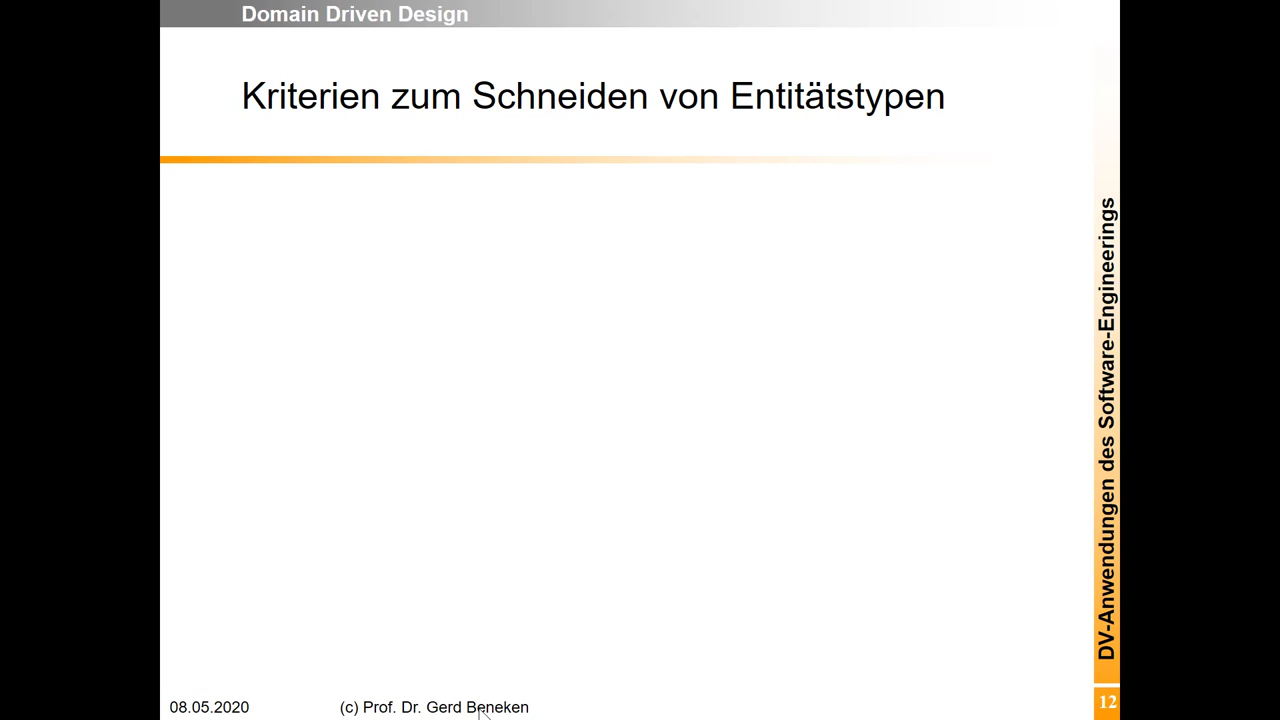 Domain Driven Design
Kriterien zum Schneiden von Entitätstypen
DV-Anwendungen des Software-Engineerings
08.05.2020
(c) Prof. Dr. Gerd Beneken
12